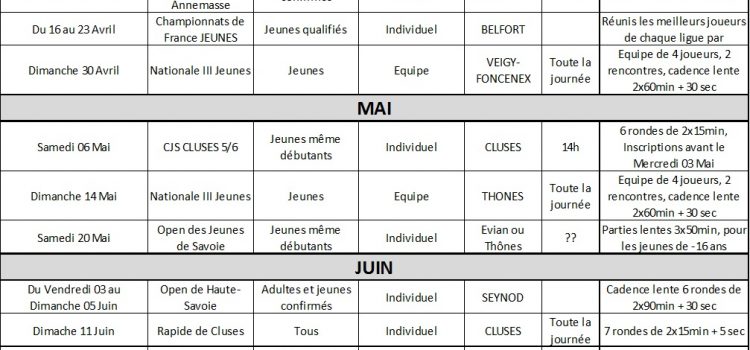 Annemasse
Du 16 au 23 Avril
Championnats de
France JEUNES
Jeunes qualifiés
Individuel
BELFORT
Réunis les meilleurs joueurs
de chaque ligue par
Dimanche 30 Avril
Nationale III Jeunes
Jeunes
Equipe
VEIGY-
FONCENEX
Toute la
journée
Equipe de 4 joueurs, 2
rencontres, cadence lente
2x60min + 30 sec
MAI
Samedi 06 Mai
CJS CLUSES 5/6
Jeunes même
débutants
Individuel
CLUSES
14h
6 rondes de 2x15min,
Inscriptions avant le
Mercredi 03 Mai
Dimanche 14 Mai
Nationale III Jeunes
Jeunes
Equipe
THONES
Toute la
journée
Equipe de 4 joueurs, 2
rencontres, cadence lente
2x60min + 30 sec
Samedi 20 Mai
Open des Jeunes
de Savoie
Jeunes même
débutants
Individuel
Evian ou
Thônes
??
Parties lentes 3x50min, pour
les jeunes de -16 ans
JUIN
Du Vendredi 03 au
Dimanche 05 Juin
Open de Haute-
Savoie
Adultes et jeunes
confirmés
Individuel
SEYNOD
Cadence lente 6 rondes de
2x90min + 30 sec
Dimache 11 Juin
Rapide de Cluses
Tous
Individuel
CLUSES
Toute la
journée
7 rondes de 2x15min + 5 sec